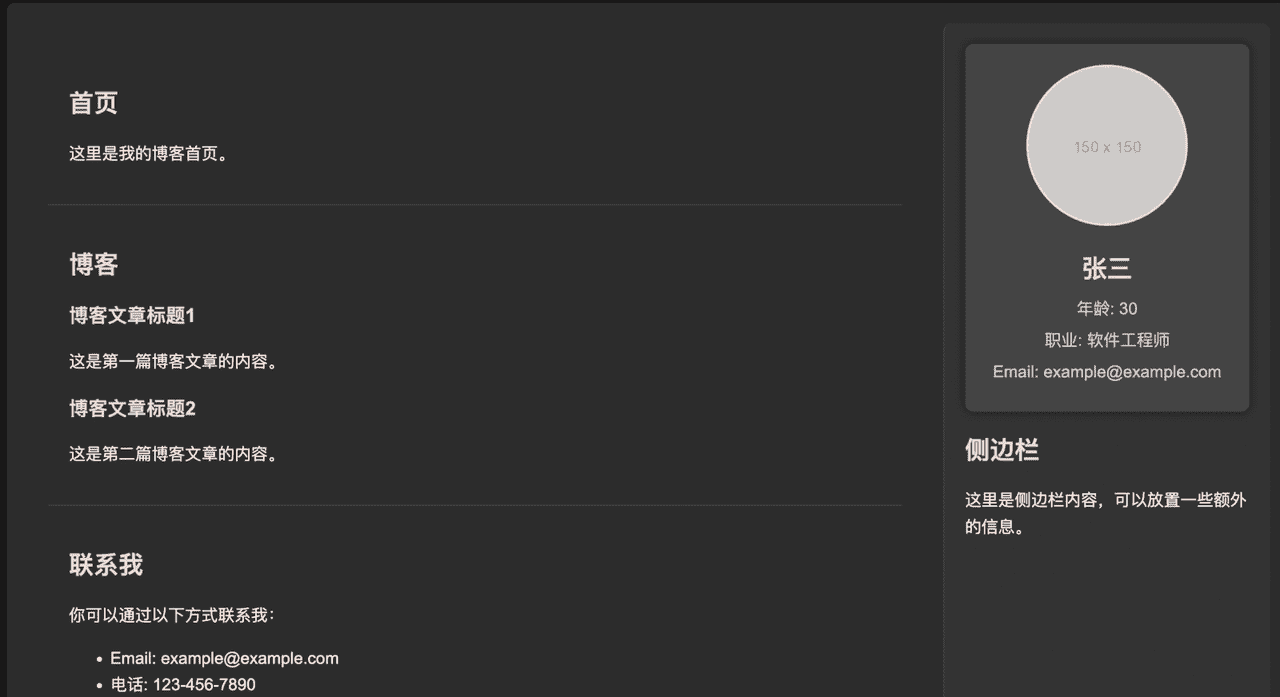 首页
这里是我的博客首页。
博客
博客文章标题1
这是第一篇博客文章的内容。
博客文章标题2
这是第二篇博客文章的内容。
联系我
你可以通过以下方式联系我：
• Email: example@example.com
• 电话: 123-456-7890
150 x 150
张三
年龄: 30
职业: 软件工程师
Email: example@example.com
侧边栏
这里是侧边栏内容，可以放置一些额外
的信息。